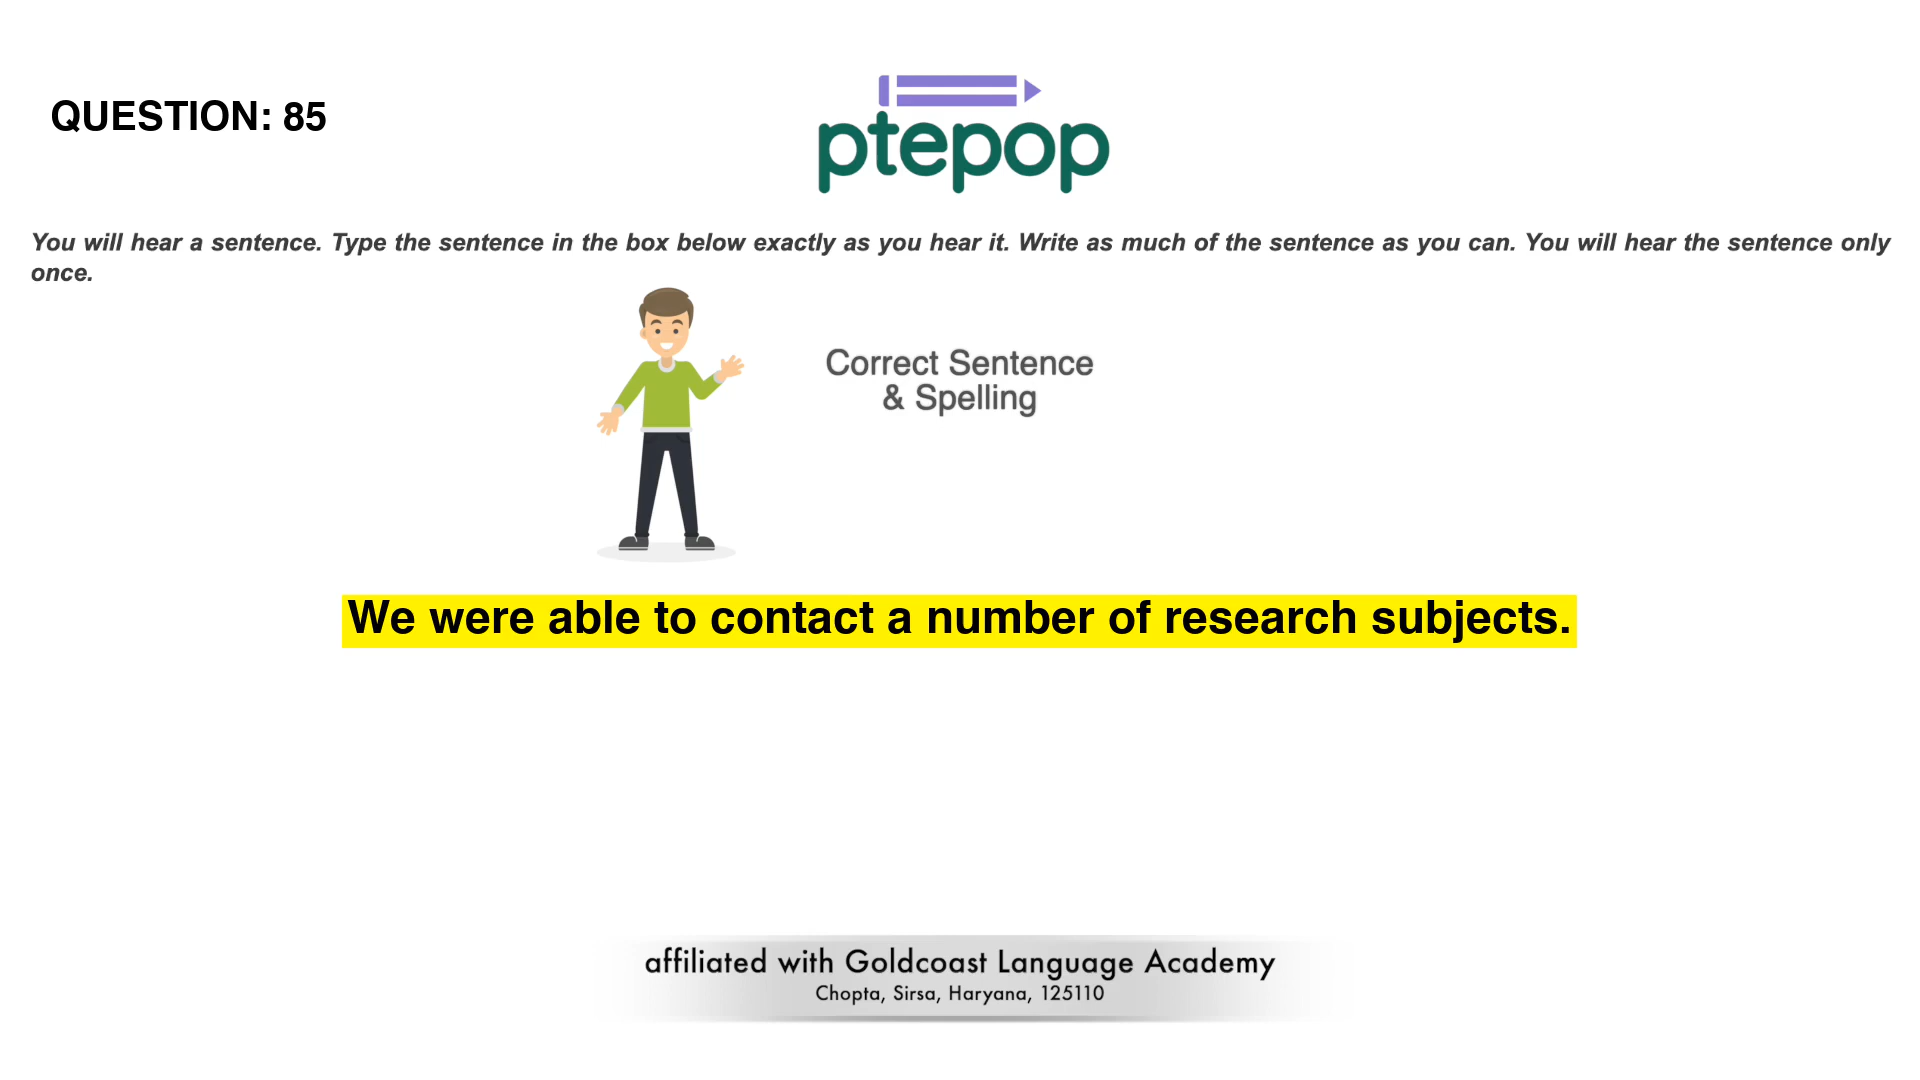 QUESTION: 85
ptepop
You will hear a sentence. Type the sentence in the box below exactly as you hear it. Write as much of the sentence as you can. You will hear the sentence only
once.
Correct Sentence
& Spelling
We were able to contact a number of research subjects.
affiliated with Goldcoast Language Academy
Chopta, Sirsa, Haryana, 125110